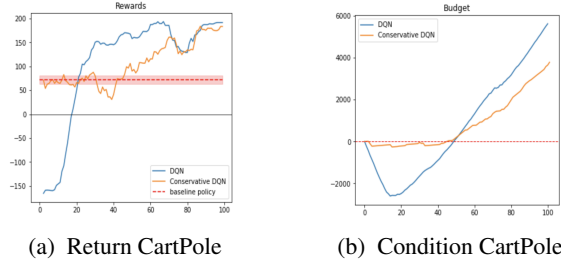 Rewards
200
150
100
50
0
−50
−100
−150
DQN
Conservative DQN
baseline policy
0 20 40 60 80 100
(a) Return CartPole
Budget
6000
4000
2000
0
−2000
DQN
Conservative DQN
0 20 40 60 80 100
(b) Condition CartPole